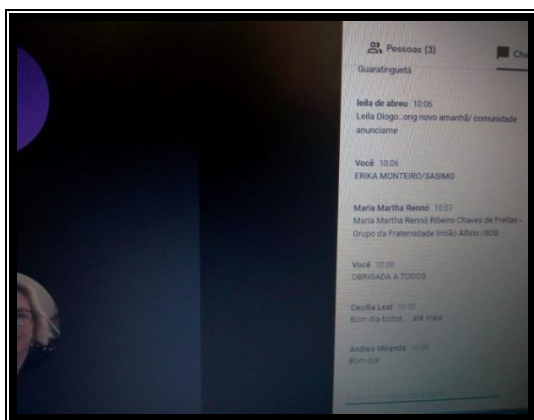 Pessoas (3)
Guaratinguetá
leila de abreu 10:06
Leila Diogo..ong novo amanhã/ comunidade
anunciame
Você 10:06
ERIKA MONTEIRO/SASIMO
Maria Martha Rennó 10:07
Maria Martha Rennó Ribeiro Chaves de Freitas -
Grupo da Fraternidade Irmão Altino /SOS
Você 10:08
OBRIGADA A TODOS
Cecilia Leal 10:08
Bom dia todos.... até mais
Andrea Miranda 10:08
Bom dia!